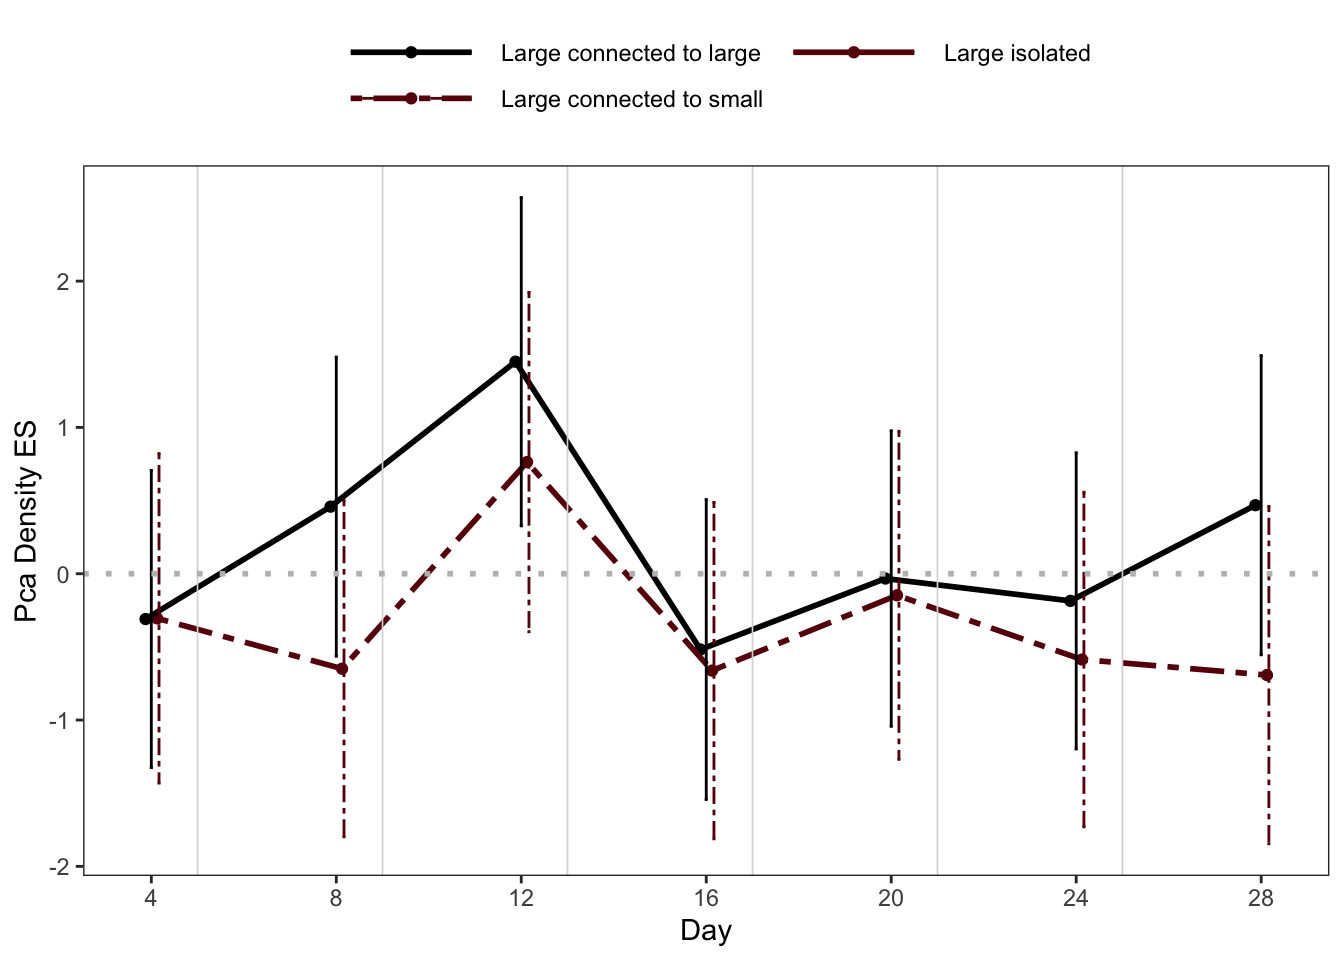 Large connected to large
Large isolated
Large connected to small
Pca Density ES
2
1
0
-1
-2
4 8 12 16 20 24 28
Day